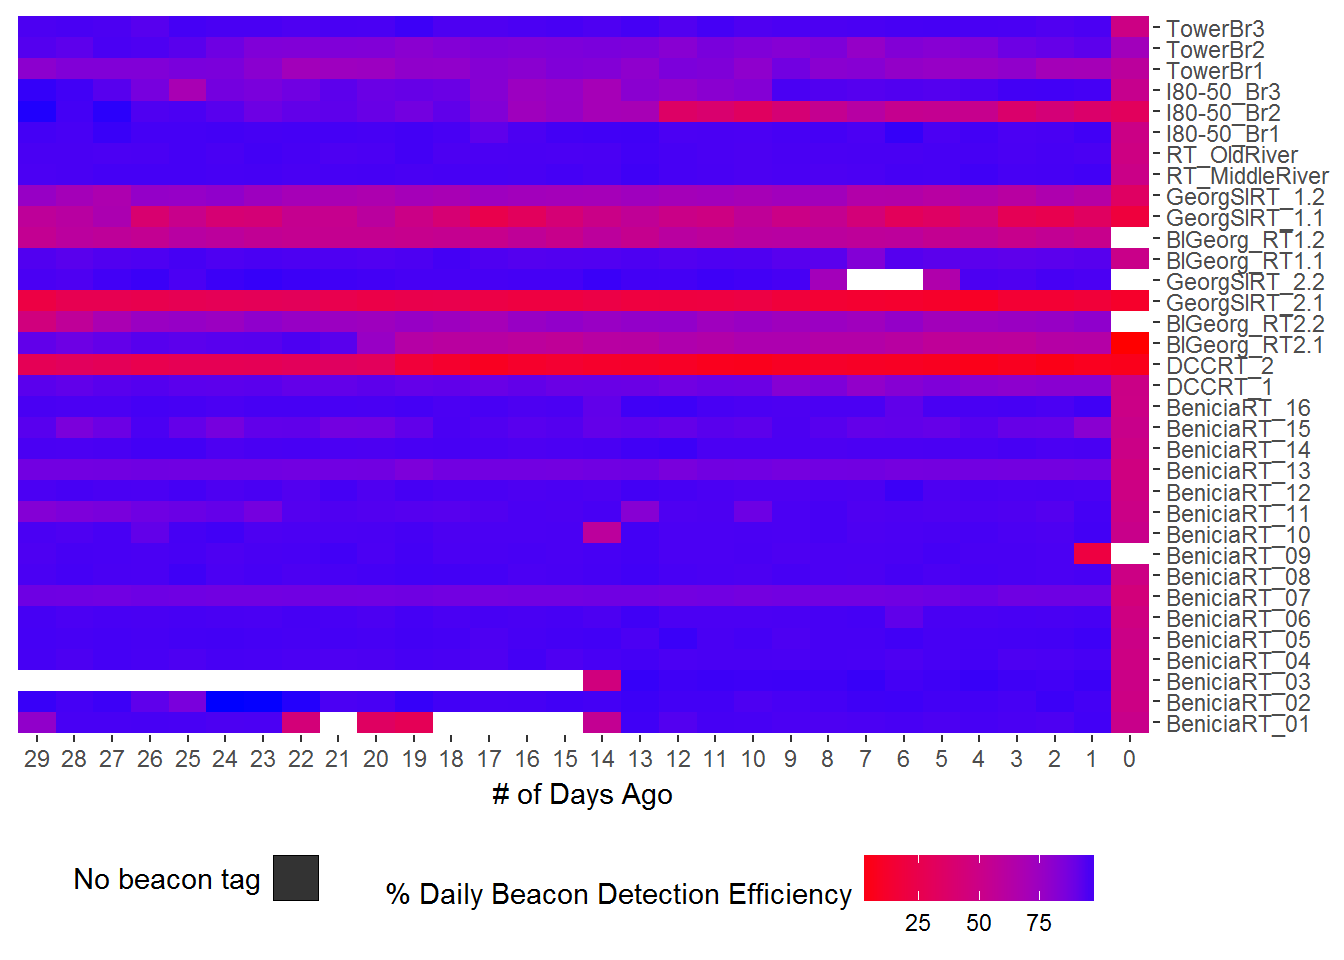 TowerBr3
TowerBr2
TowerBr1
I80-50_Br3
I80-50_Br2
I80-50_Br1
RT_OldRiver
RT_MiddleRiver
GeorgSlRT_1.2
GeorgSlRT_1.1
BlGeorg_RT1.2
BlGeorg_RT1.1
GeorgSlRT_2.2
GeorgSlRT_2.1
BlGeorg_RT2.2
BlGeorg_RT2.1
DCCRT_2
DCCRT_1
BeniciaRT_16
BeniciaRT_15
BeniciaRT_14
BeniciaRT_13
BeniciaRT_12
BeniciaRT_11
BeniciaRT_10
BeniciaRT_09
BeniciaRT_08
BeniciaRT_07
BeniciaRT_06
BeniciaRT_05
BeniciaRT_04
BeniciaRT_03
BeniciaRT_02
BeniciaRT_01
29 28 27 26 25 24 23 22 21 20 19 18 17 16 15 14 13 12 11 10 9 8 7 6 5 4 3 2 1 0
# of Days Ago
No beacon tag
% Daily Beacon Detection Efficiency
25 50 75